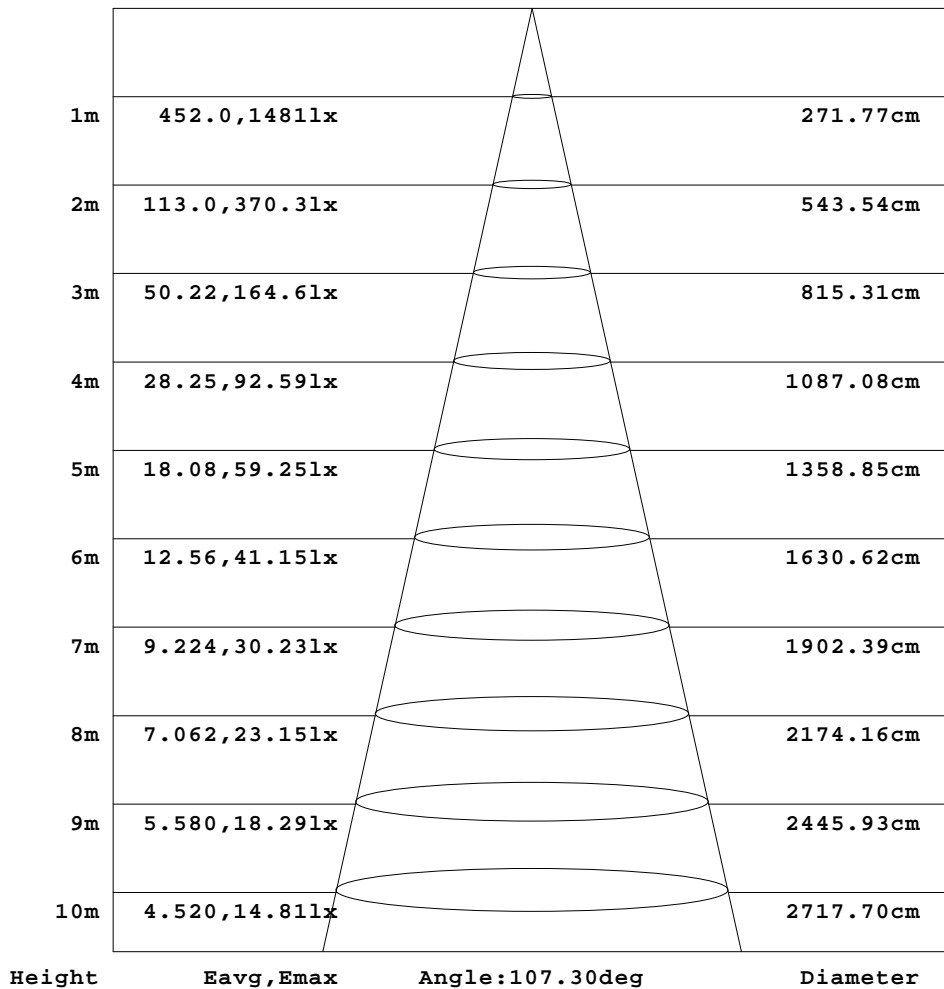 1m 452.0,1481lx 271.77cm
2m 113.0,370.3lx 543.54cm
3m 50.22,164.6lx 815.31cm
4m 28.25,92.59lx 1087.08cm
5m 18.08,59.25lx 1358.85cm
6m 12.56,41.15lx 1630.62cm
7m 9.224,30.23lx 1902.39cm
8m 7.062,23.15lx 2174.16cm
9m 5.580,18.29lx 2445.93cm
10m 4.520,14.81lx 2717.70cm
Height Eavg,Emax Angle:107.30deg Diameter